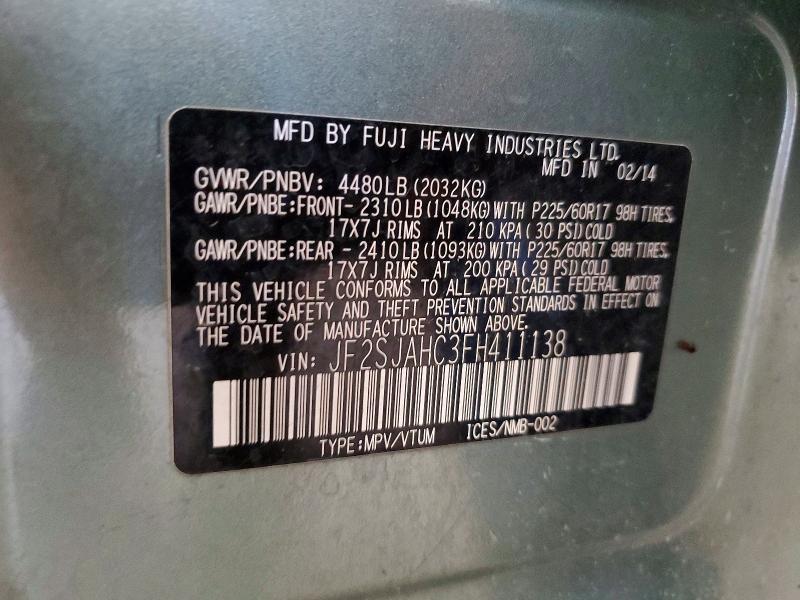 MFD BY FUJI HEAVY INDUSTRIES LTD.
MFD IN 02/14
GVWR/PNBV: 4480LB (2032KG)
GAWR/PNBE:FRONT- 2310 LB (1048KG) WITH P225/60R17 98H TIRES,
17X7J RIMS AT 210 KPA ( 30 PSI) COLD
GAWR/PNBE:REAR - 2410 LB (1093KG) WITH P225/60R17 98H TIRES,
17X7J RIMS AT 200 KPA ( 29 PSI) COLD
THIS VEHICLE CONFORMS TO ALL APPLICABLE FEDERAL MOTOR
VEHICLE SAFETY AND THEFT PREVENTION STANDARDS IN EFFECT ON
THE DATE OF MANUFACTURE SHOWN ABOVE.
VIN: JF2SJAHC3FH411138
TYPE:MPV/VTUM ICES/NMB-002